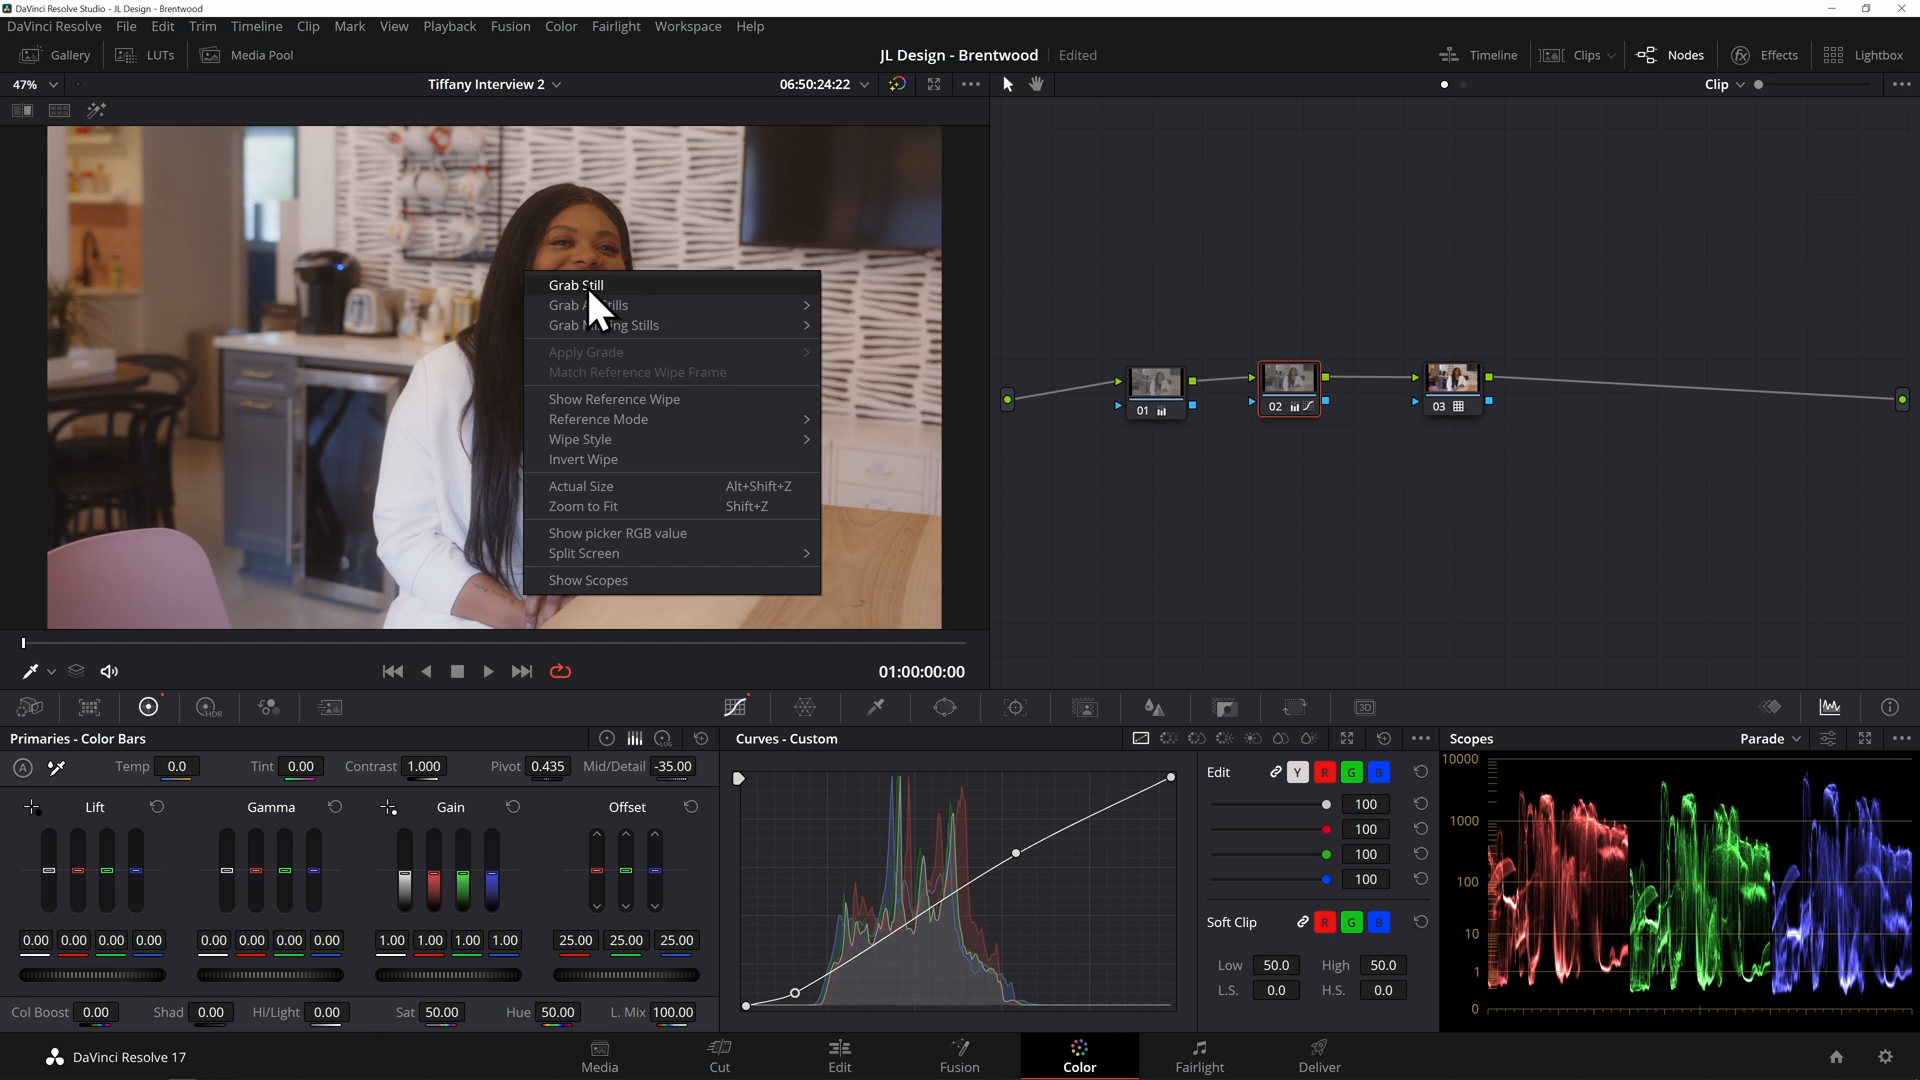 DaVinci Resolve Studio - JL Design - Brentwood
DaVinci Resolve File Edit Trim Timeline Clip Mark View Playback Fusion Color Fairlight Workspace Help
Gallery LUTs Media Pool JL Design - Brentwood Edited Timeline Clips Nodes Effects Lightbox
47% Tiffany Interview 2 06:50:24:22 Clip
Grab Still
Grab A Stills
Grab M ing Stills
Apply Grade
Match Reference Wipe Frame
Show Reference Wipe
Reference Mode
Wipe Style
Invert Wipe
Actual Size Alt+Shift+Z
Zoom to Fit Shift+Z
Show picker RGB value
Split Screen
Show Scopes
01 02 03
01:00:00:00
HDR 3D
Primaries - Color Bars LOG Curves - Custom Scopes Parade
A Temp 0.0 Tint 0.00 Contrast 1.000 Pivot 0.435 Mid/Detail -35.00
Lift Gamma Gain Offset
0.00 0.00 0.00 0.00 0.00 0.00 0.00 0.00 1.00 1.00 1.00 1.00 25.00 25.00 25.00
Col Boost 0.00 Shad 0.00 Hi/Light 0.00 Sat 50.00 Hue 50.00 L. Mix 100.00
Edit Y R G B
100
100
100
100
Soft Clip R G B
Low 50.0 High 50.0
L.S. 0.0 H.S. 0.0
10000
1000
100
10
1
0
DaVinci Resolve 17 Media Cut Edit Fusion Color Fairlight Deliver